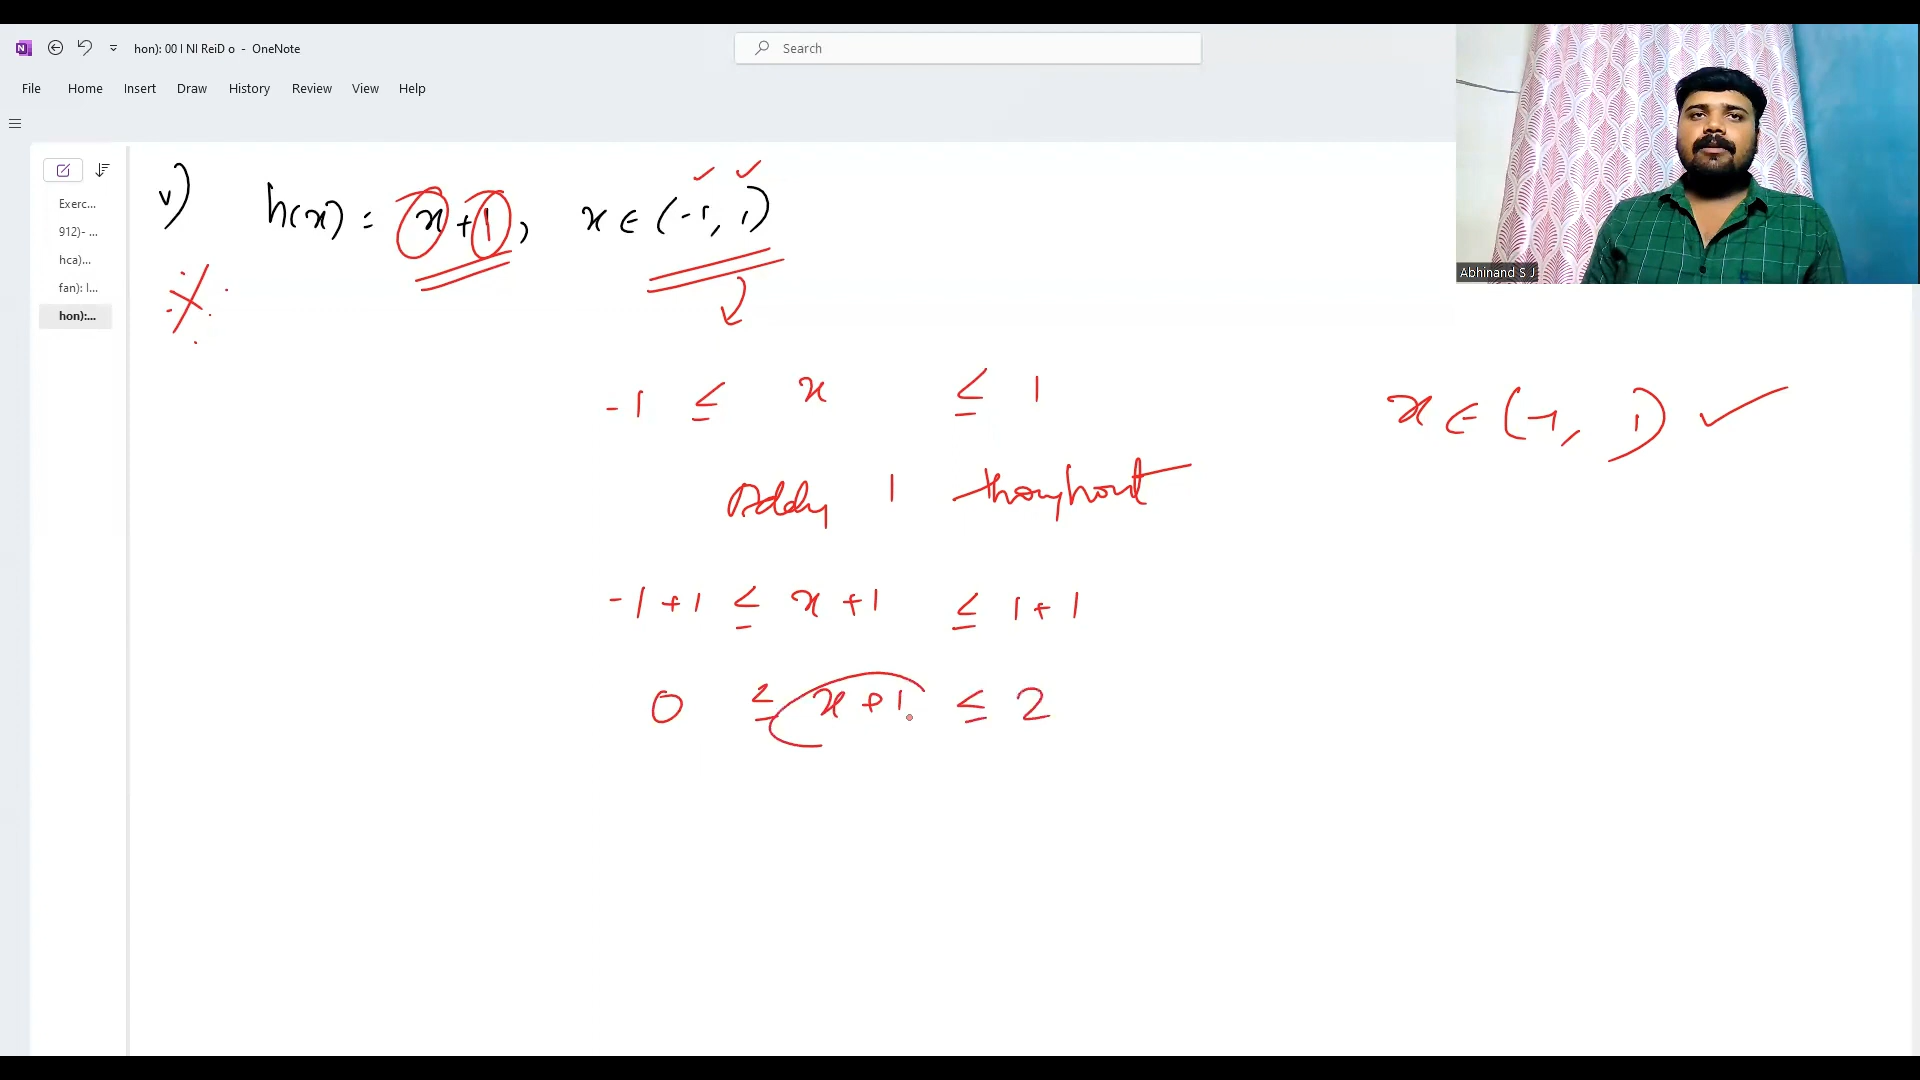 hon): 00 I NI ReiD o - OneNote
Search
File Home Insert Draw History Review View Help
Exerc...
912)- ...
hca)...
fan): I...
hon):...
Abhinand S J
v) h(x) = x+1, x ∈ (-1, 1)
-1 ≤ x ≤ 1
x ∈ (-1, 1) ✓
Adding 1 throughout
-1+1 ≤ x+1 ≤ 1+1
0 ≤ x+1 ≤ 2